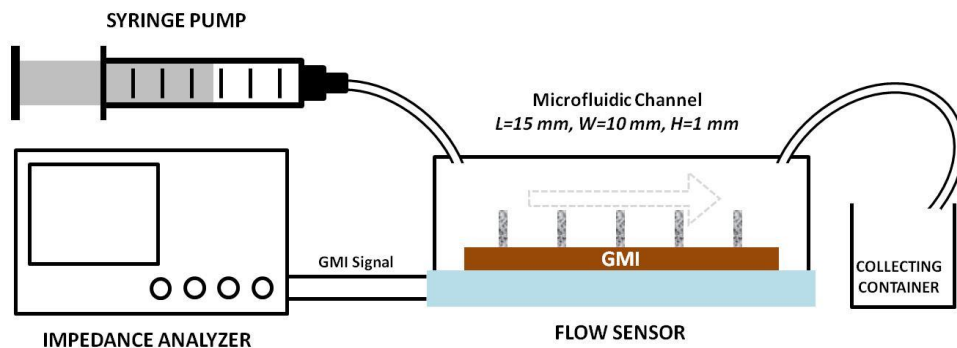 SYRINGE PUMP
Microfluidic Channel
L=15 mm, W=10 mm, H=1 mm
GMI Signal
GMI
COLLECTING
CONTAINER
IMPEDANCE ANALYZER
FLOW SENSOR